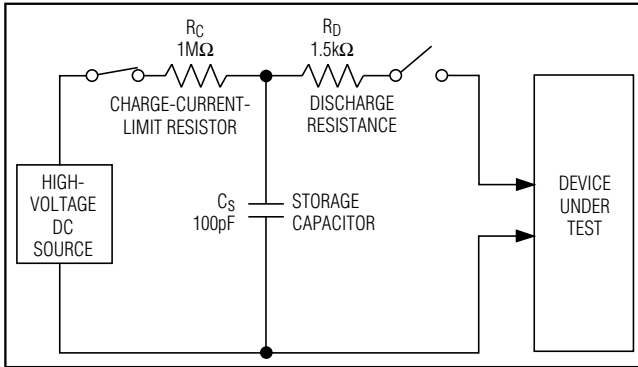 R_C
1MΩ
CHARGE-CURRENT-
LIMIT RESISTOR
R_D
1.5kΩ
DISCHARGE
RESISTANCE
HIGH-
VOLTAGE
DC
SOURCE
C_S
100pF
STORAGE
CAPACITOR
DEVICE
UNDER
TEST